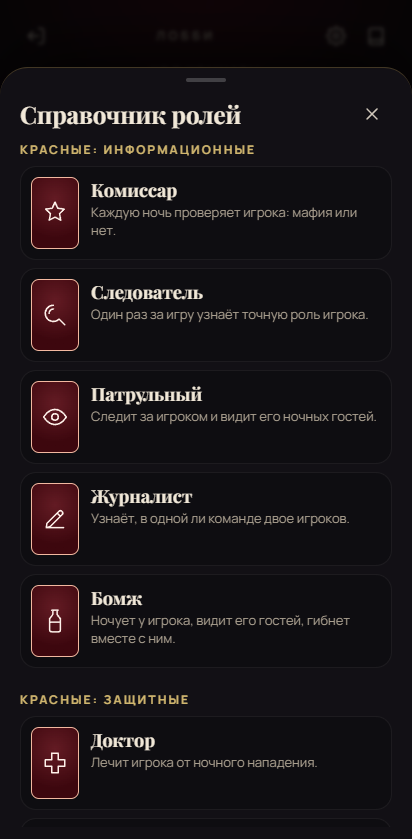 ЛОББИ
Справочник ролей
КРАСНЫЕ: ИНФОРМАЦИОННЫЕ
Комиссар
Каждую ночь проверяет игрока: мафия или
нет.
Следователь
Один раз за игру узнаёт точную роль игрока.
Патрульный
Следит за игроком и видит его ночных гостей.
Журналист
Узнаёт, в одной ли команде двое игроков.
Бомж
Ночует у игрока, видит его гостей, гибнет
вместе с ним.
КРАСНЫЕ: ЗАЩИТНЫЕ
Доктор
Лечит игрока от ночного нападения.